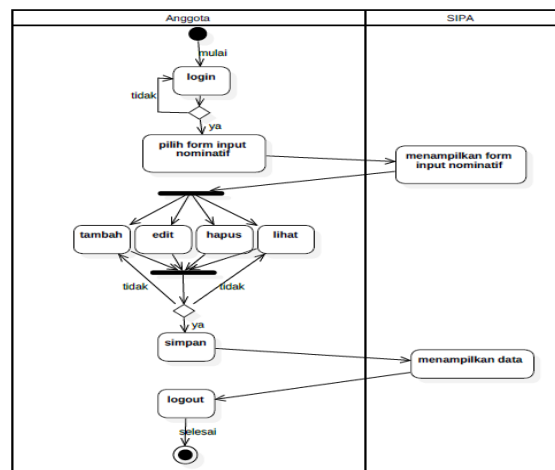 Anggota
SIPA
mulai
login
tidak
ya
pilih form input
nominatif
menampilkan form
input nominatif
tambah
edit
hapus
lihat
tidak
tidak
ya
simpan
menampilkan data
logout
selesai